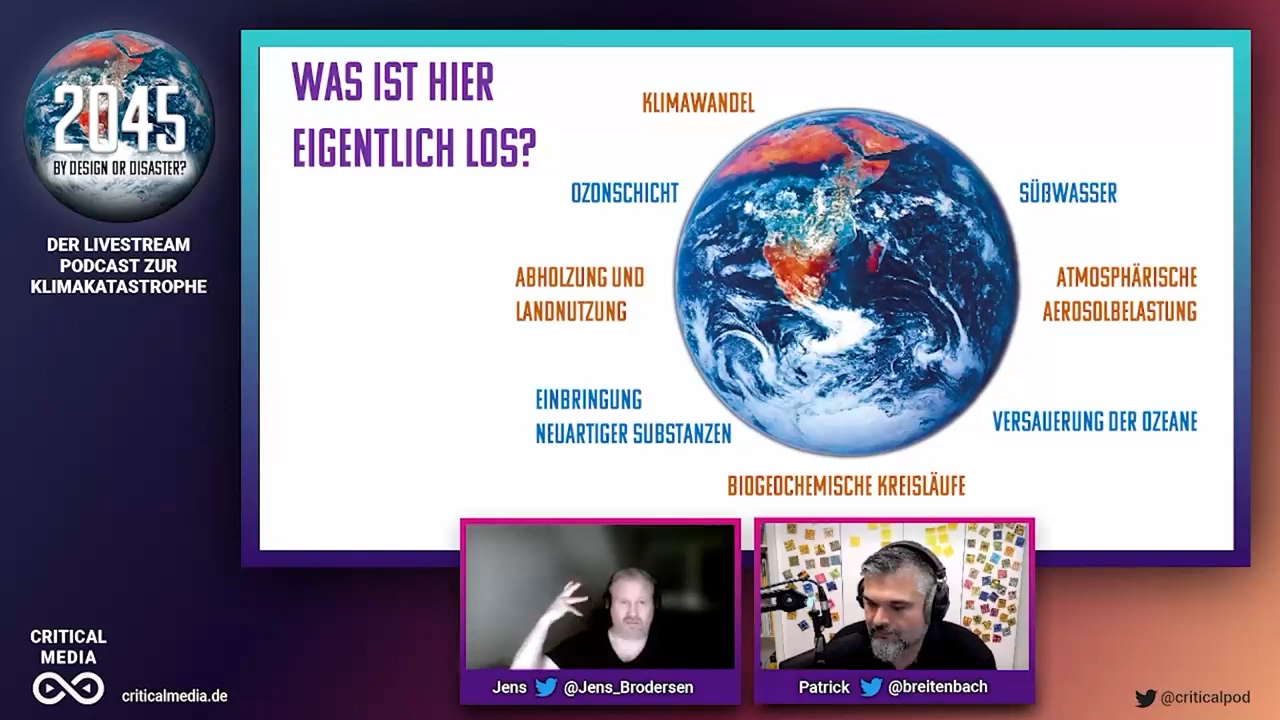 2045
BY DESIGN OR DISASTER?
DER LIVESTREAM
PODCAST ZUR
KLIMAKATASTROPHE
WAS IST HIER
EIGENTLICH LOS?
KLIMAWANDEL
OZONSCHICHT
SÜßWASSER
ABHOLZUNG UND
LANDNUTZUNG
ATMOSPHÄRISCHE
AEROSOLBELASTUNG
EINBRINGUNG
NEUARTIGER SUBSTANZEN
VERSAUERUNG DER OZEANE
BIOGEOCHEMISCHE KREISLÄUFE
Jens @Jens_Brodersen
Patrick @breitenbach
CRITICAL
MEDIA
criticalmedia.de
@criticalpod